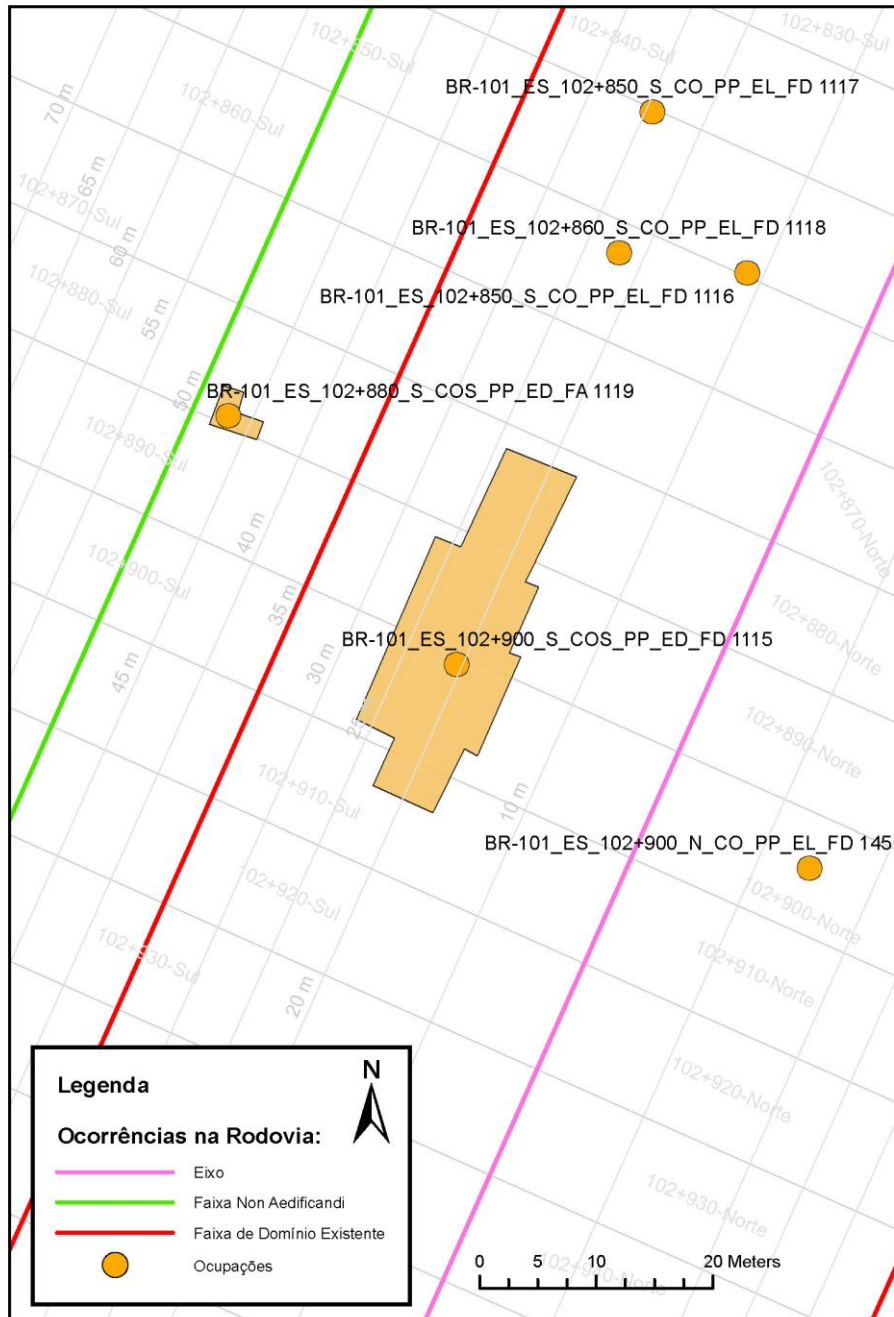 102+850-Sul
102+840-Sul
102+830-Sul
BR-101_ES_102+850_S_CO_PP_EL_FD 1117
70 m
102+860-Sul
65 m
102+870-Sul
60 m
BR-101_ES_102+860_S_CO_PP_EL_FD 1118
102+880-Sul
55 m
BR-101_ES_102+850_S_CO_PP_EL_FD 1116
50 m
BR-101_ES_102+880_S_COS_PP_ED_FA 1119
102+890-Sul
102+870-Norte
40 m
102+900-Sul
35 m
102+880-Norte
BR-101_ES_102+900_S_COS_PP_ED_FD 1115
30 m
45 m
102+890-Norte
102+910-Sul
10 m
BR-101_ES_102+900_N_CO_PP_EL_FD 145
102+920-Sul
102+900-Norte
102+930-Sul
102+910-Norte
20 m
102+920-Norte
102+930-Norte
Legenda
N
Ocorrências na Rodovia:
Eixo
Faixa Non Aedificandi
Faixa de Domínio Existente
Ocupações
0 5 10 20 Meters